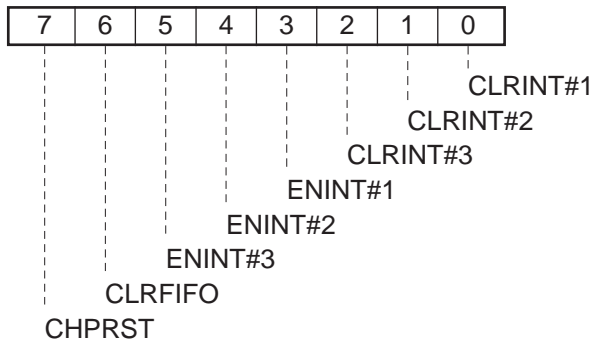 7 6 5 4 3 2 1 0
CLRINT#1
CLRINT#2
CLRINT#3
ENINT#1
ENINT#2
ENINT#3
CLRFIFO
CHPRST